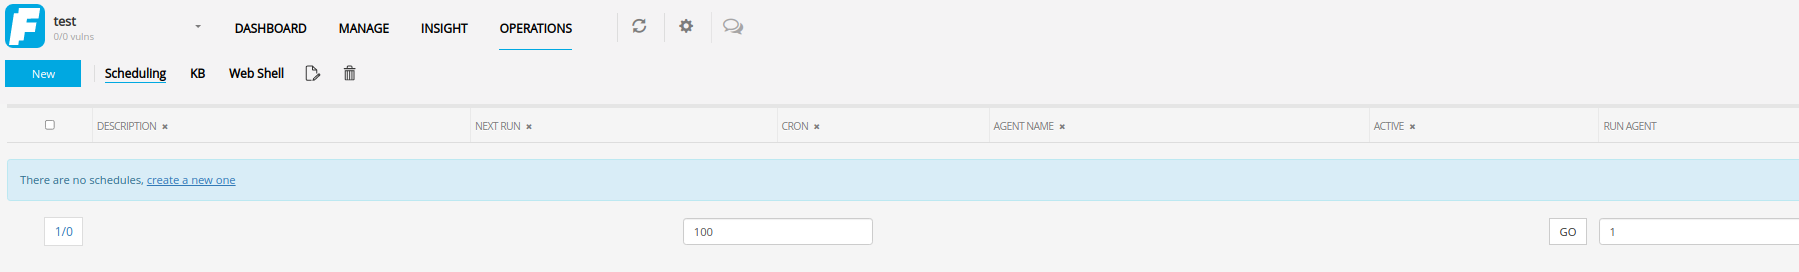 test
0/0 vulns
DASHBOARD MANAGE INSIGHT OPERATIONS
New Scheduling KB Web Shell
DESCRIPTION NEXT RUN CRON AGENT NAME ACTIVE RUN AGENT
There are no schedules, create a new one
1/0 100 GO 1